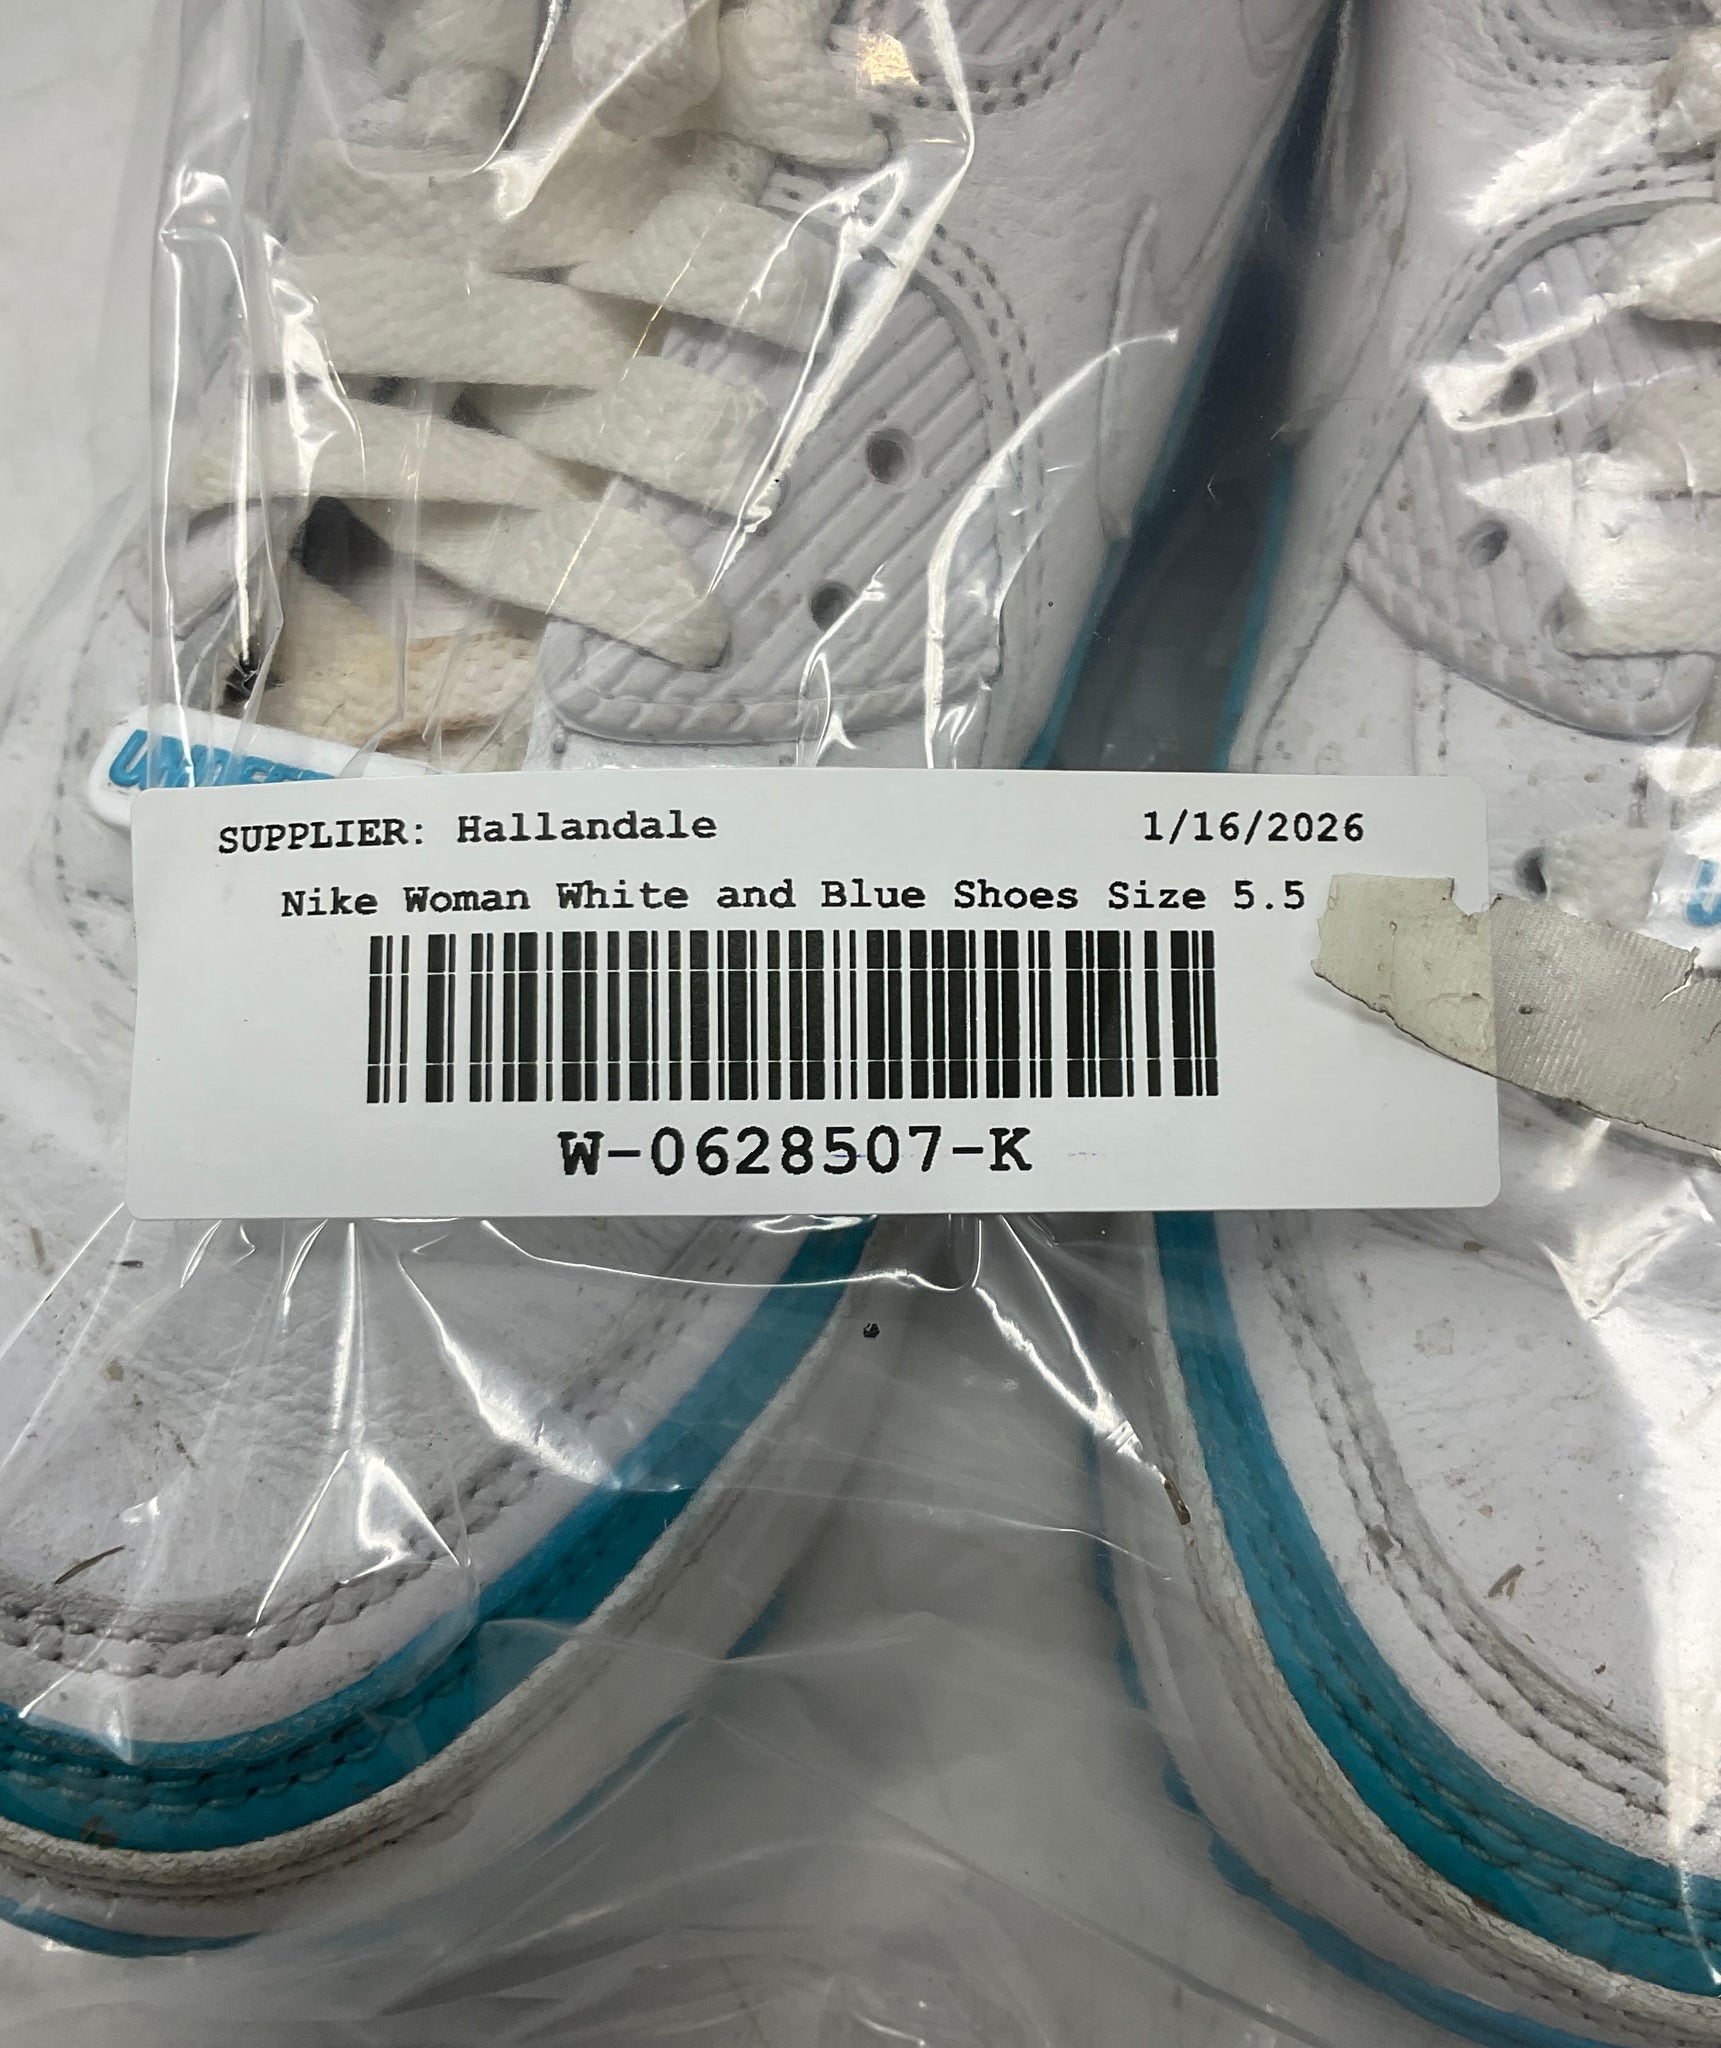 SUPPLIER: Hallandale 1/16/2026
Nike Woman White and Blue Shoes Size 5.5
W-0628507-K